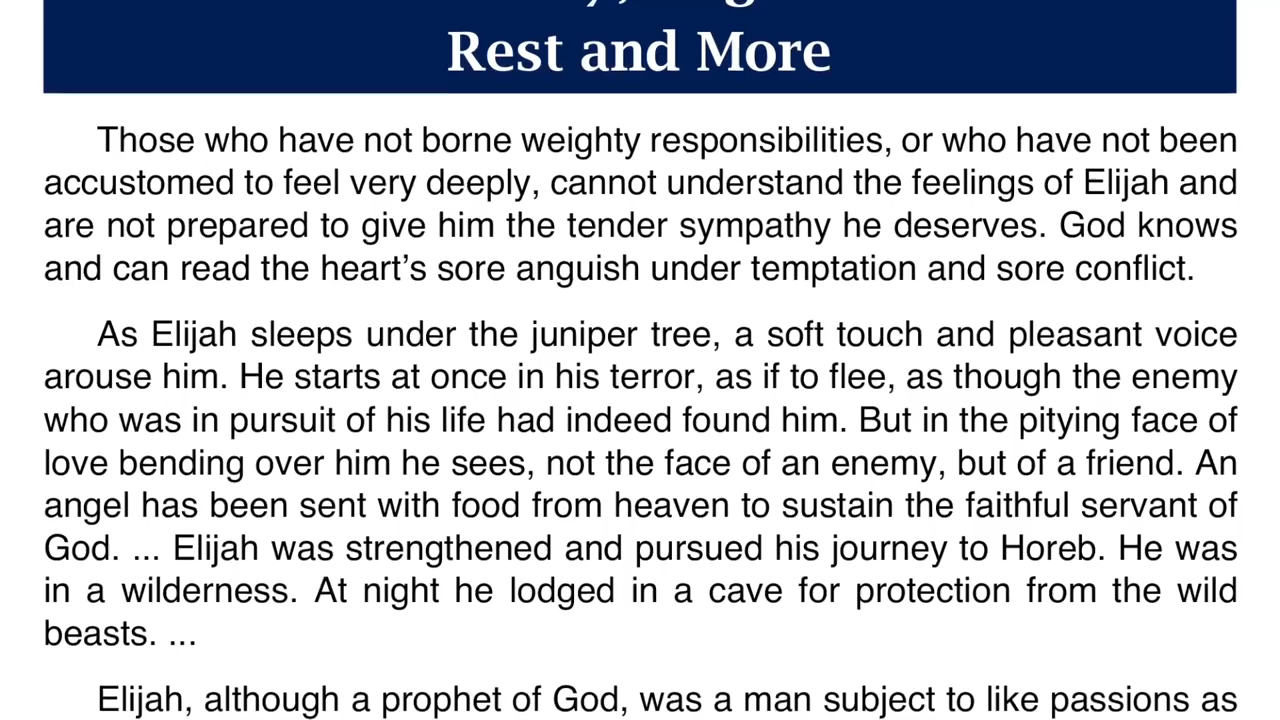 Rest and More
Those who have not borne weighty responsibilities, or who have not been
accustomed to feel very deeply, cannot understand the feelings of Elijah and
are not prepared to give him the tender sympathy he deserves. God knows
and can read the heart’s sore anguish under temptation and sore conflict.
As Elijah sleeps under the juniper tree, a soft touch and pleasant voice
arouse him. He starts at once in his terror, as if to flee, as though the enemy
who was in pursuit of his life had indeed found him. But in the pitying face of
love bending over him he sees, not the face of an enemy, but of a friend. An
angel has been sent with food from heaven to sustain the faithful servant of
God. ... Elijah was strengthened and pursued his journey to Horeb. He was
in a wilderness. At night he lodged in a cave for protection from the wild
beasts. ...
Elijah, although a prophet of God, was a man subject to like passions as